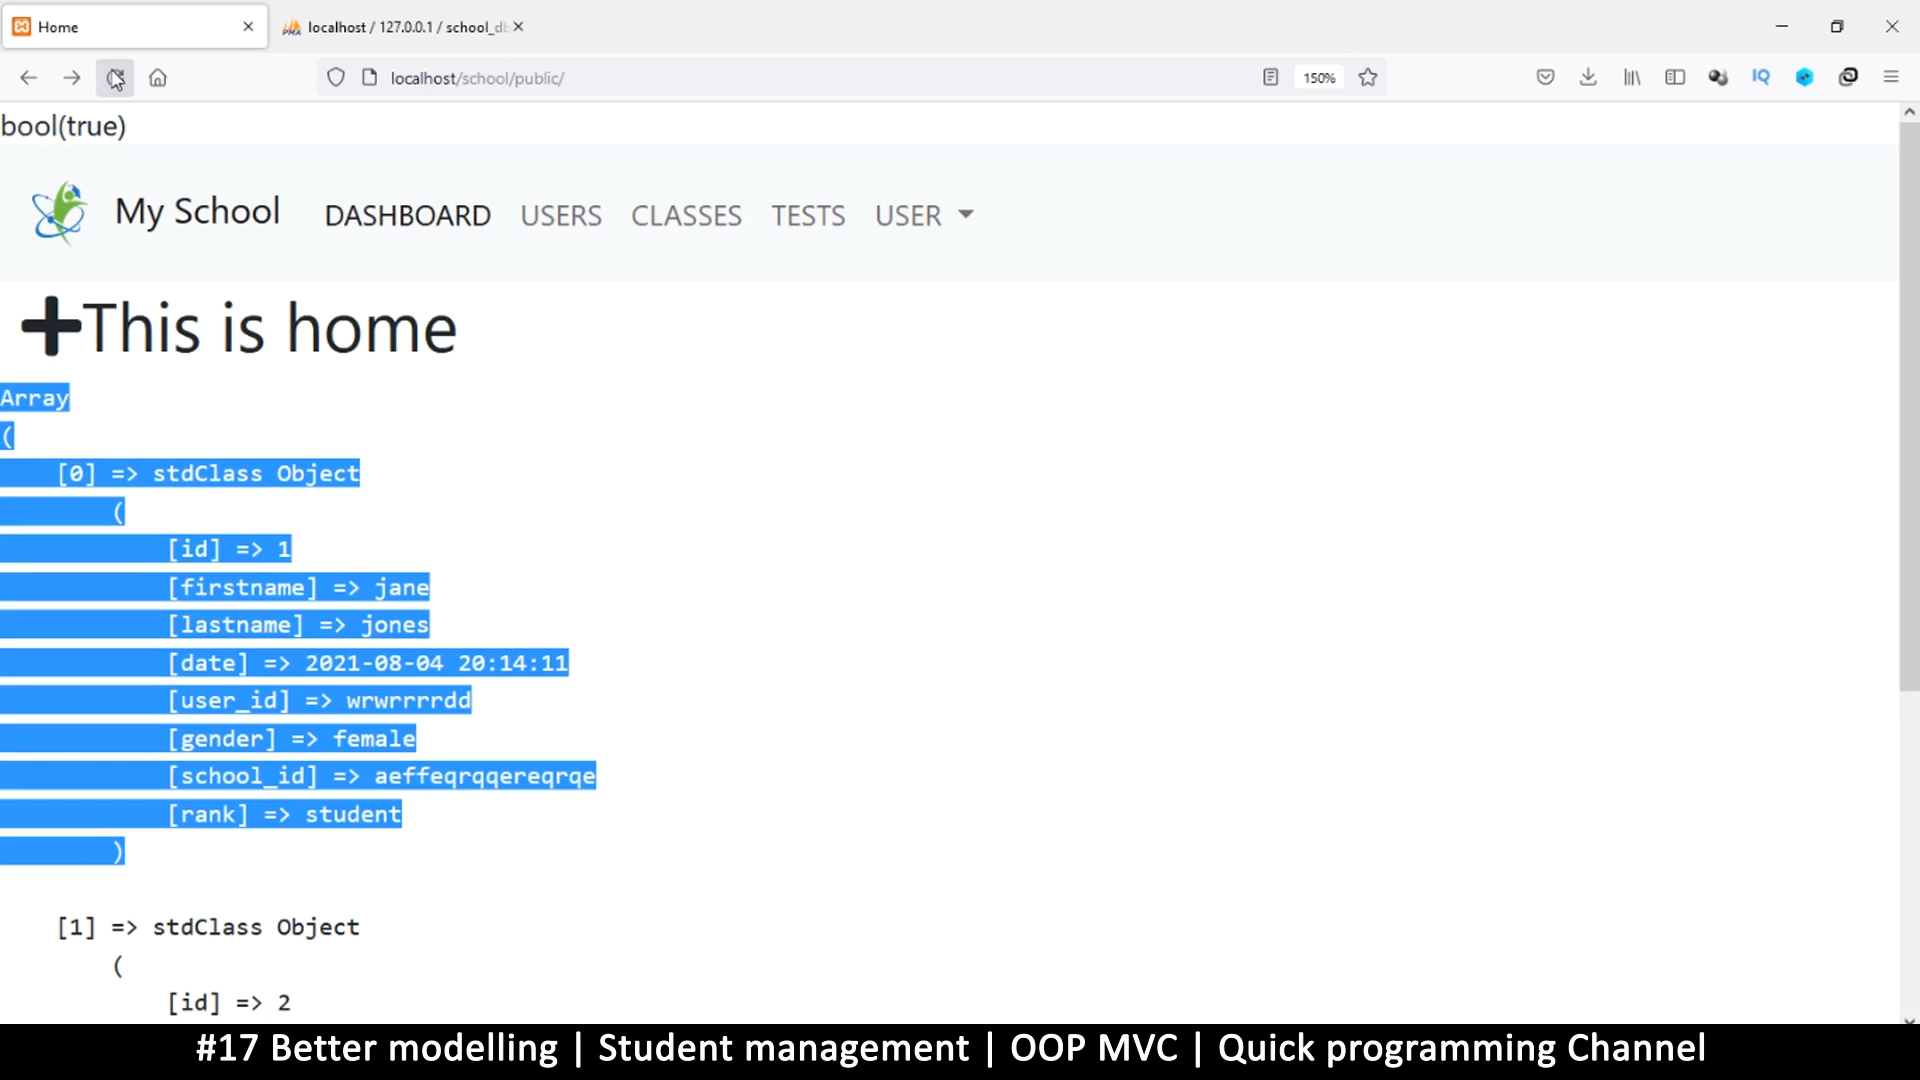 Home
localhost / 127.0.0.1 / school_db
localhost/school/public/
150%
IQ
bool(true)
My School
DASHBOARD USERS CLASSES TESTS USER
This is home
Array
(
[0] => stdClass Object
(
[id] => 1
[firstname] => jane
[lastname] => jones
[date] => 2021-08-04 20:14:11
[user_id] => wrwrrrrdd
[gender] => female
[school_id] => aeffeqrqqereqrqe
[rank] => student
)
[1] => stdClass Object
(
[id] => 2
#17 Better modelling | Student management | OOP MVC | Quick programming Channel